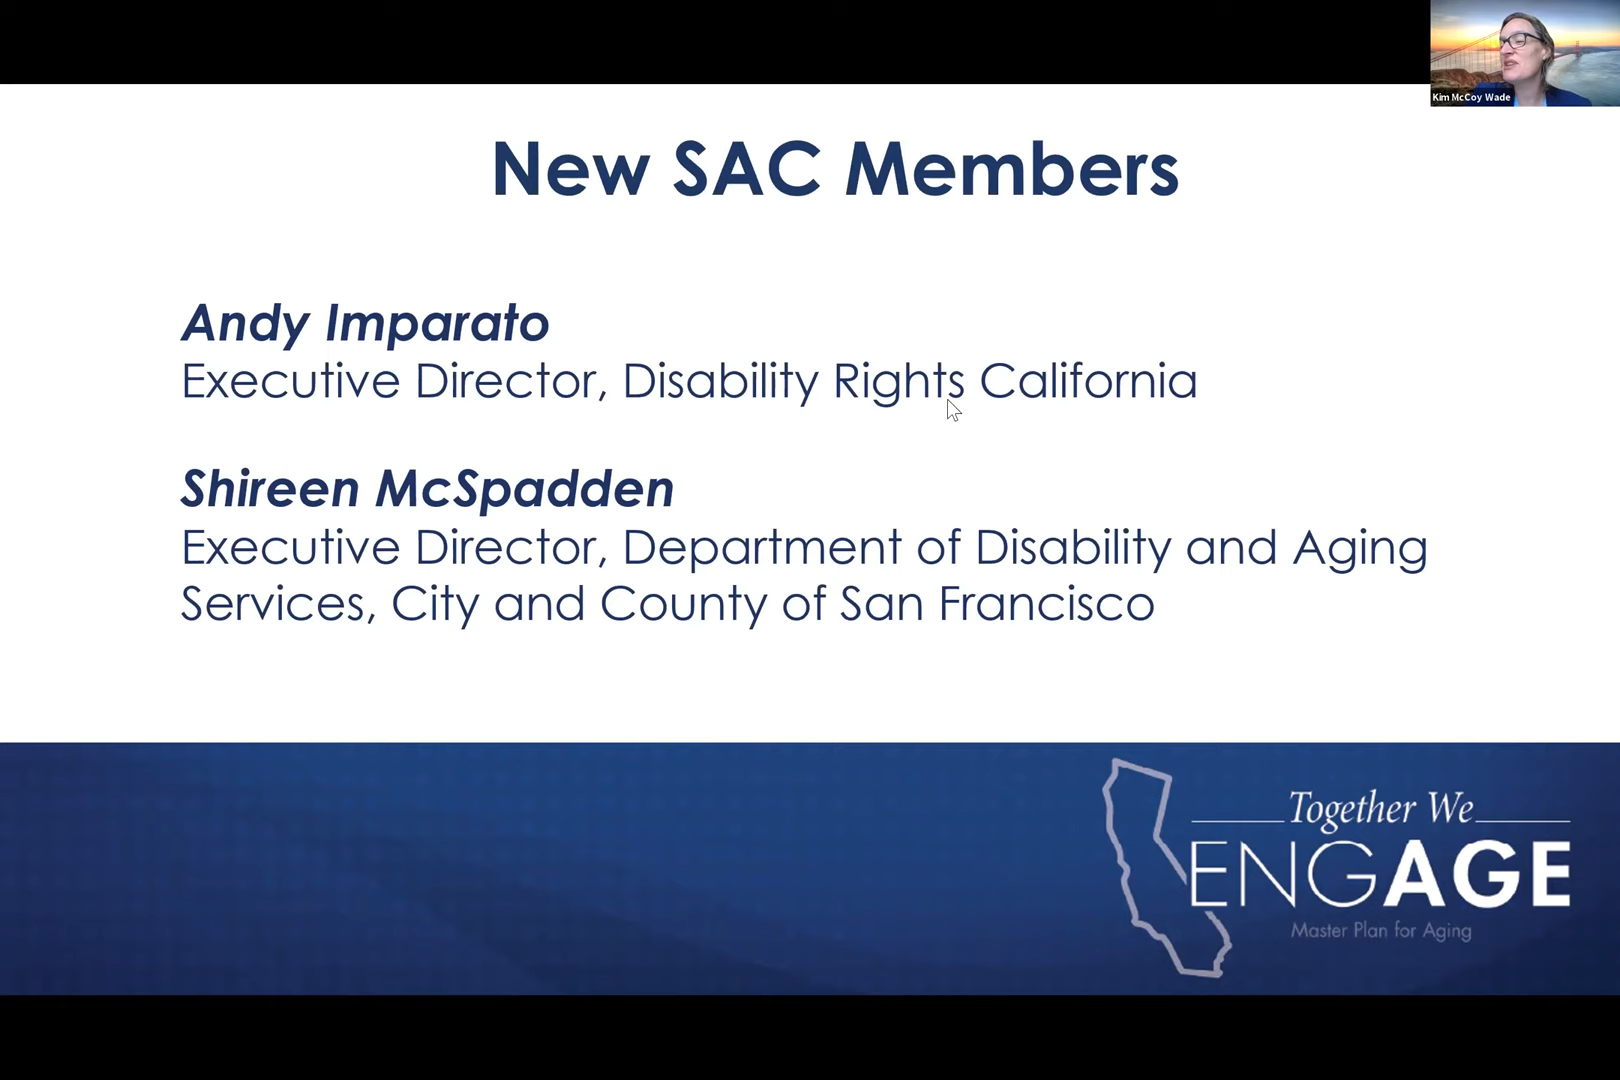 Kim McCoy Wade
New SAC Members
Andy Imparato
Executive Director, Disability Rights California
Shireen McSpadden
Executive Director, Department of Disability and Aging
Services, City and County of San Francisco
Together We
ENGAGE
Master Plan for Aging